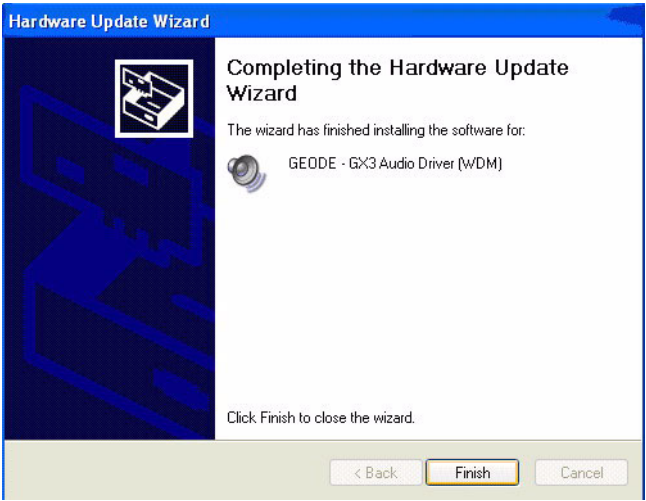 Hardware Update Wizard
Completing the Hardware Update
Wizard
The wizard has finished installing the software for:
GEODE - GX3 Audio Driver (WDM)
Click Finish to close the wizard.
< Back Finish Cancel